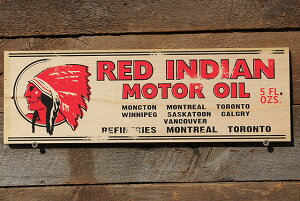 RED INDIAN
MOTOR OIL
5 FL. OZS.
MONCTON MONTREAL TORONTO
WINNIPEG SASKATOON CALGRY
VANCOUVER
REFINERIES MONTREAL TORONTO